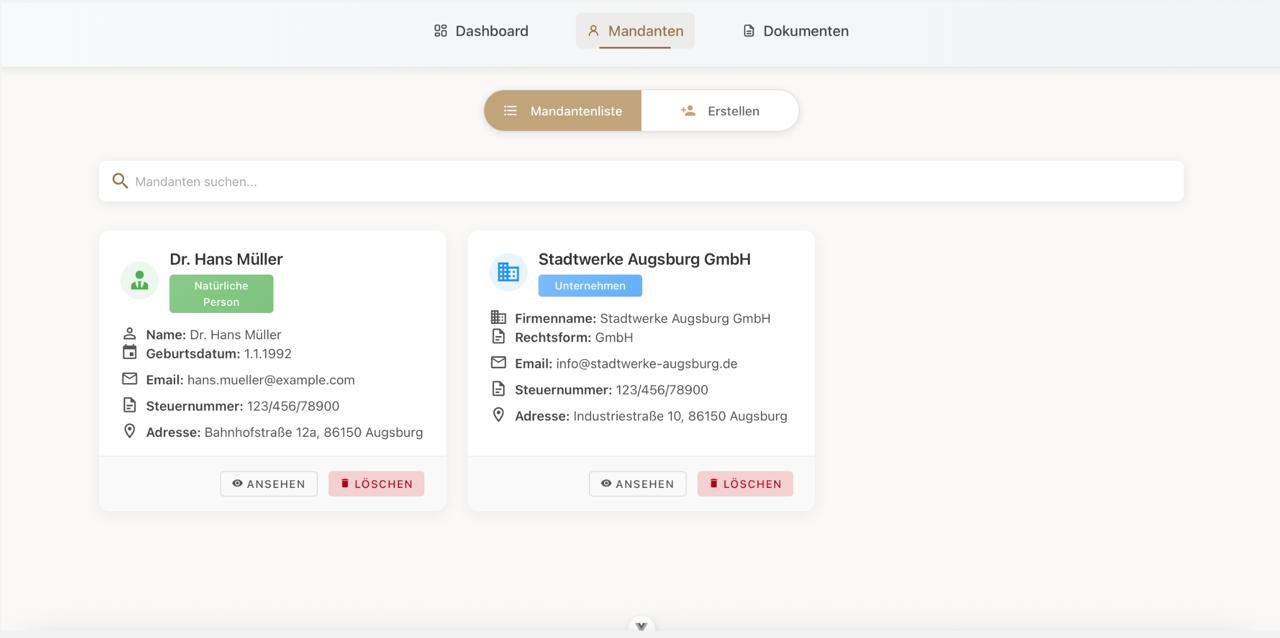 Dashboard
Mandanten
Dokumenten
Mandantenliste
Erstellen
Mandanten suchen...
Dr. Hans Müller
Natürliche
Person
Name: Dr. Hans Müller
Geburtsdatum: 1.1.1992
Email: hans.mueller@example.com
Steuernummer: 123/456/78900
Adresse: Bahnhofstraße 12a, 86150 Augsburg
ANSEHEN
LÖSCHEN
Stadtwerke Augsburg GmbH
Unternehmen
Firmenname: Stadtwerke Augsburg GmbH
Rechtsform: GmbH
Email: info@stadtwerke-augsburg.de
Steuernummer: 123/456/78900
Adresse: Industriestraße 10, 86150 Augsburg
ANSEHEN
LÖSCHEN